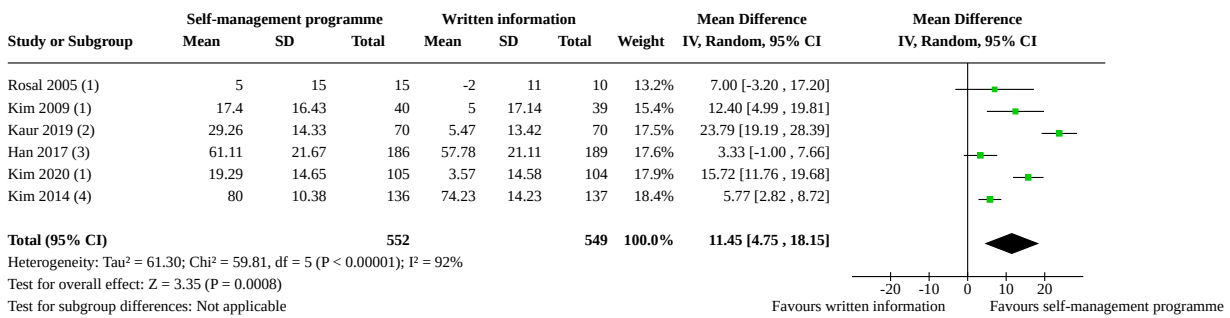 Self-management programme Written information Mean Difference Mean Difference
Study or Subgroup Mean SD Total Mean SD Total Weight IV, Random, 95% CI IV, Random, 95% CI
Rosal 2005 (1) 5 15 15 -2 11 10 13.2% 7.00 [-3.20 , 17.20]
Kim 2009 (1) 17.4 16.43 40 5 17.14 39 15.4% 12.40 [4.99 , 19.81]
Kaur 2019 (2) 29.26 14.33 70 5.47 13.42 70 17.5% 23.79 [19.19 , 28.39]
Han 2017 (3) 61.11 21.67 186 57.78 21.11 189 17.6% 3.33 [-1.00 , 7.66]
Kim 2020 (1) 19.29 14.65 105 3.57 14.58 104 17.9% 15.72 [11.76 , 19.68]
Kim 2014 (4) 80 10.38 136 74.23 14.23 137 18.4% 5.77 [2.82 , 8.72]
Total (95% CI) 552 549 100.0% 11.45 [4.75 , 18.15]
Heterogeneity: Tau² = 61.30; Chi² = 59.81, df = 5 (P < 0.00001); I² = 92%
Test for overall effect: Z = 3.35 (P = 0.0008)
-20 -10 0 10 20
Test for subgroup differences: Not applicable
Favours written information Favours self-management programme